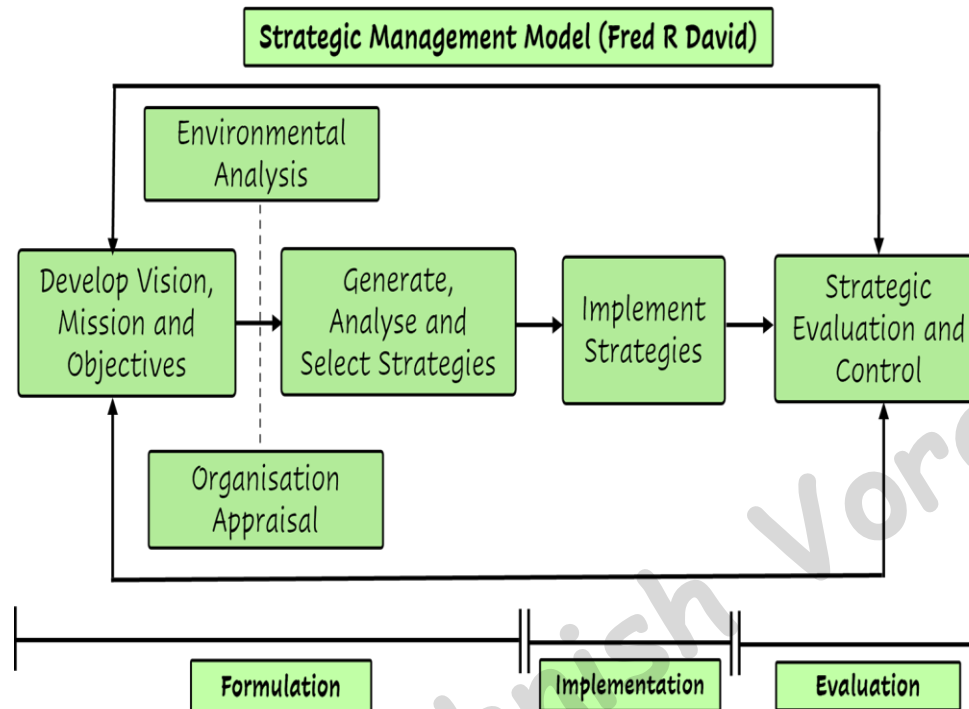 Strategic Management Model (Fred R David)
Environmental
Analysis
Develop Vision,
Mission and
Objectives
Generate,
Analyse and
Select Strategies
Implement
Strategies
Strategic
Evaluation and
Control
Organisation
Appraisal
Formulation
Implementation
Evaluation